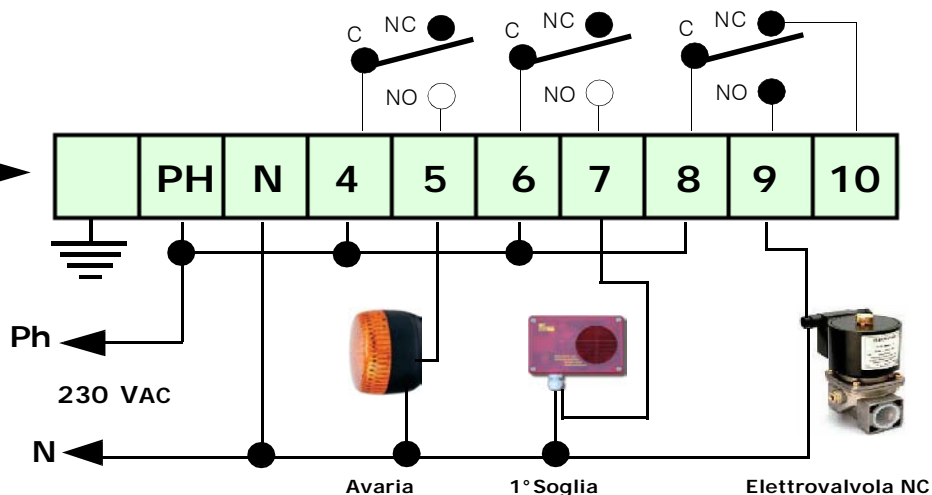 C NC C NC C NC
NO NO NO
PH N 4 5 6 7 8 9 10
Ph
230 VAC
N
Avaria 1°Soglia Elettrovalvola NC